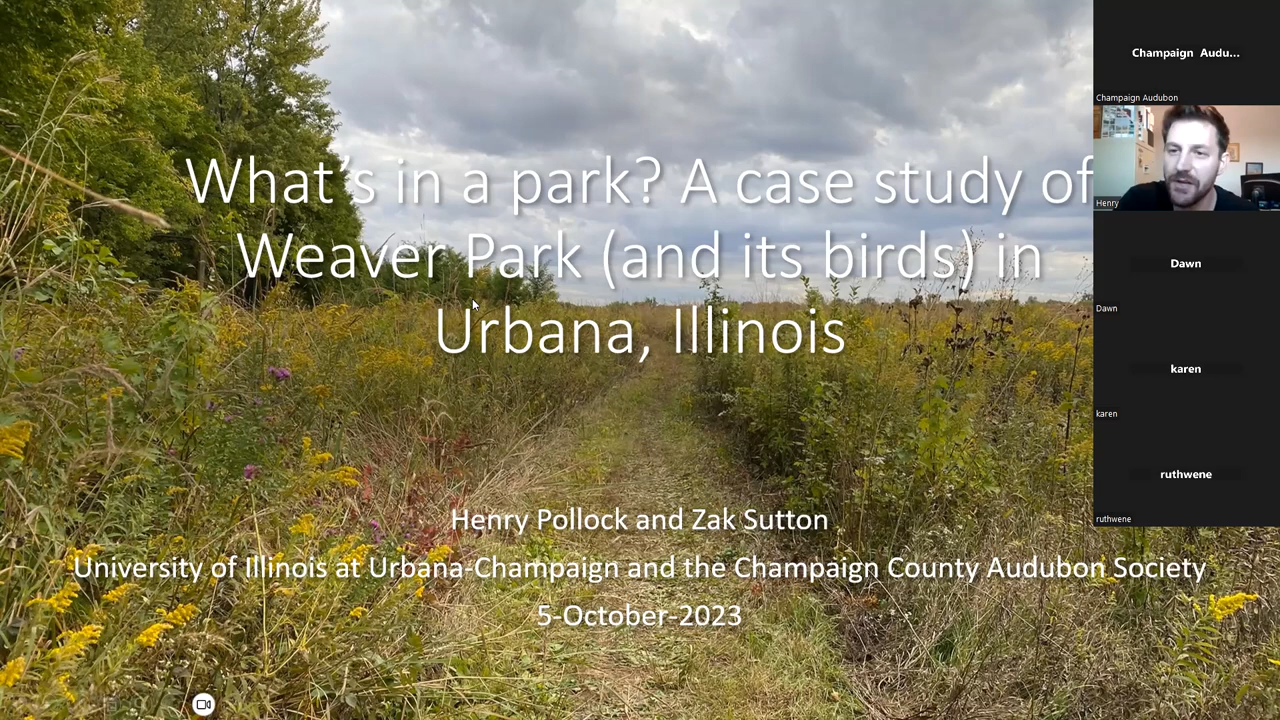 What's in a park? A case study of
Weaver Park (and its birds) in
Urbana, Illinois
Henry Pollock and Zak Sutton
University of Illinois at Urbana-Champaign and the Champaign County Audubon Society
5-October-2023
Champaign Audu...
Champaign Audubon
Henry
Dawn
Dawn
karen
karen
ruthwene
ruthwene